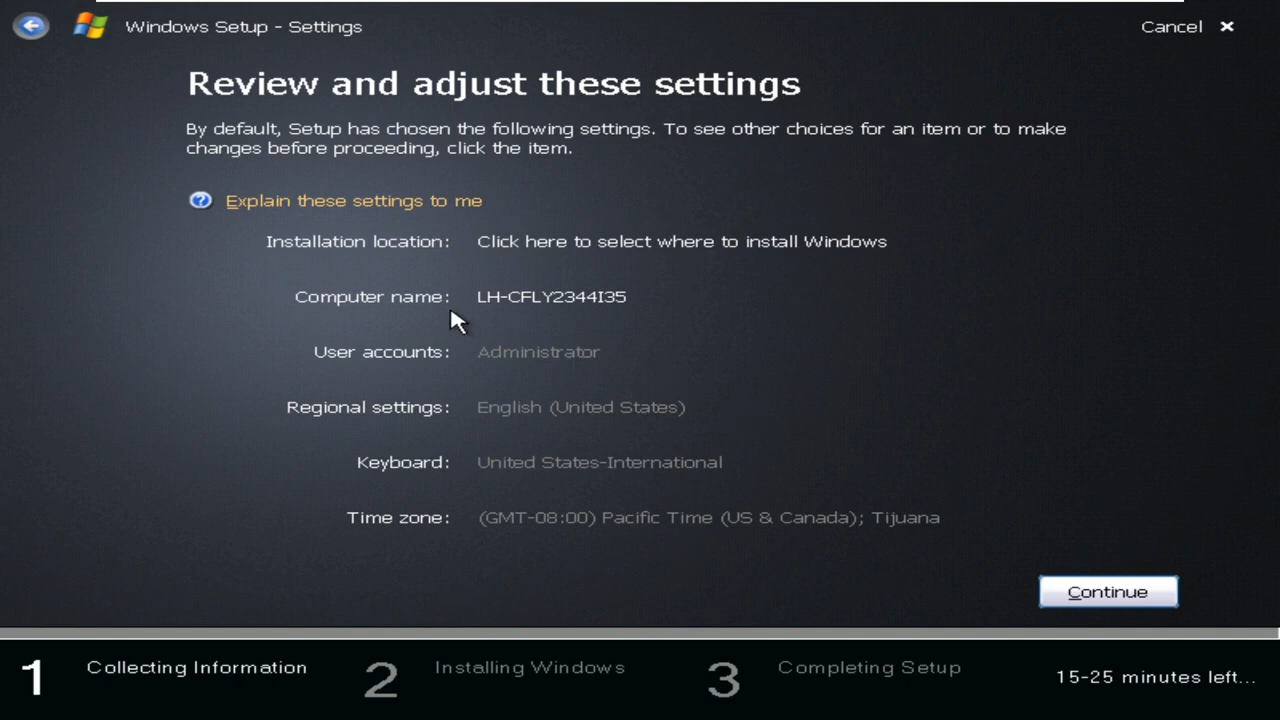 Windows Setup - Settings
Cancel
Review and adjust these settings
By default, Setup has chosen the following settings. To see other choices for an item or to make
changes before proceeding, click the item.
Explain these settings to me
Installation location: Click here to select where to install Windows
Computer name: LH-CFLY2344I35
User accounts: Administrator
Regional settings: English (United States)
Keyboard: United States-International
Time zone: (GMT-08:00) Pacific Time (US & Canada); Tijuana
Continue
1 Collecting Information 2 Installing Windows 3 Completing Setup 15-25 minutes left...